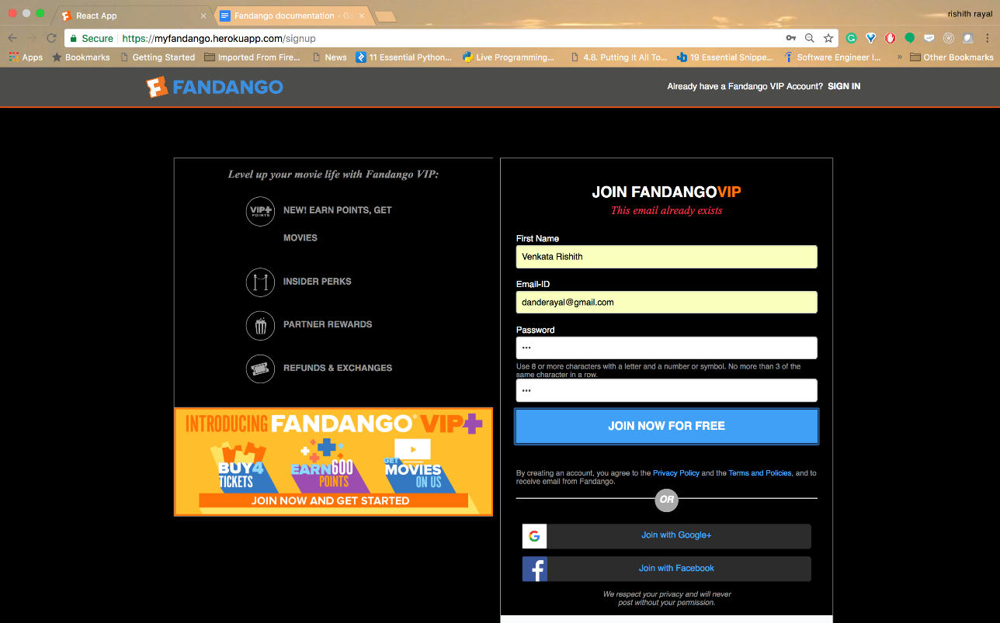 React App
Fandango documentation - Go
rishith rayal
Secure
https://myfandango.herokuapp.com/signup
Apps
Bookmarks
Getting Started
Imported From Fire...
News
11 Essential Python...
Live Programming...
4.8. Putting It All To...
19 Essential Snippe...
Software Engineer I...
»
Other Bookmarks
FANDANGO
Already have a Fandango VIP Account? SIGN IN
Level up your movie life with Fandango VIP:
VIP+
POINTS
NEW! EARN POINTS, GET
MOVIES
INSIDER PERKS
PARTNER REWARDS
REFUNDS & EXCHANGES
INTRODUCING FANDANGO VIP+
BUY 4
TICKETS
EARN 600
POINTS
GET
MOVIES
ON US
JOIN NOW AND GET STARTED
JOIN FANDANGOVIP
This email already exists
First Name
Venkata Rishith
Email-ID
danderayal@gmail.com
Password
•••
Use 8 or more characters with a letter and a number or symbol. No more than 3 of the
same character in a row.
•••
JOIN NOW FOR FREE
By creating an account, you agree to the Privacy Policy and the Terms and Policies, and to
receive email from Fandango.
OR
Join with Google+
Join with Facebook
We respect your privacy and will never
post without your permission.